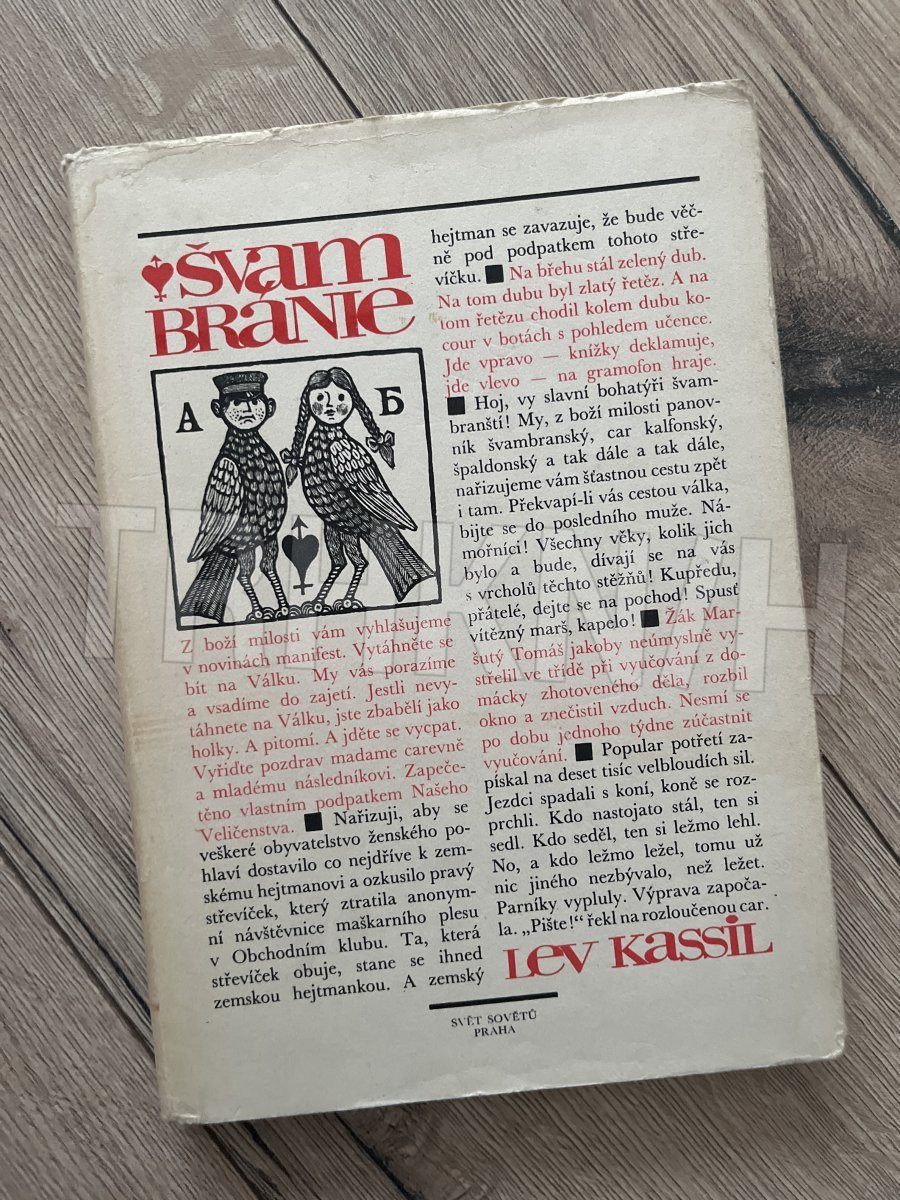 švam
BRÁNIE
А Б
Z boží milosti vám vyhlašujeme
v novinách manifest. Vytáhněte se
bít na Válku. My vás porazíme
a vsadíme do zajetí. Jestli nevy-
táhnete na Válku, jste zbabělí jako
holky. A pitomí. A jděte se vycpat.
Vyřiďte pozdrav madame carevně
a mladému následníkovi. Zapeče-
těno vlastním podpatkem Našeho
Veličenstva. ■ Nařizuji, aby se
veškeré obyvatelstvo ženského po-
hlaví dostavilo co nejdříve k zem-
skému hejtmanovi a ozkusilo pravý
střevíček, který ztratila anonym-
ní návštěvnice maškarního plesu
v Obchodním klubu. Ta, která
střevíček obuje, stane se ihned
zemskou hejtmankou. A zemský
hejtman se zavazuje, že bude věč-
ně pod podpatkem tohoto stře-
víčku. ■ Na břehu stál zelený dub.
Na tom dubu byl zlatý řetěz. A na
tom řetězu chodil kolem dubu ko-
cour v botách s pohledem učence.
Jde vpravo — knížky deklamuje,
jde vlevo — na gramofon hraje.
■ Hoj, vy slavní bohatýři švam-
branští! My, z boží milosti panov-
ník švambranský, car kalfonský,
špaldonský a tak dále a tak dále,
nařizujeme vám šťastnou cestu zpět
i tam. Překvapí-li vás cestou válka,
bijte se do posledního muže. Ná-
mořníci! Všechny věky, kolik jich
bylo a bude, dívají se na vás
s vrcholů těchto stěžňů! Kupředu,
přátelé, dejte se na pochod! Spusť
vítězný marš, kapelo! ■ Žák Mar-
šutý Tomáš jakoby neúmyslně vy-
střelil ve třídě při vyučování z do-
mácky zhotoveného děla, rozbil
okno a znečistil vzduch. Nesmí se
po dobu jednoho týdne zúčastnit
vyučování. ■ Popular potřetí za-
pískal na deset tisíc velbloudích sil.
Jezdci spadali s koní, koně se roz-
prchli. Kdo nastojato stál, ten si
sedl. Kdo seděl, ten si ležmo lehl.
No, a kdo ležmo ležel, tomu už
nic jiného nezbývalo, než ležet.
Parníky vypluly. Výprava započa-
la. „Pište!“ řekl na rozloučenou car.
Lev Kassil
SVĚT SOVĚTŮ
PRAHA